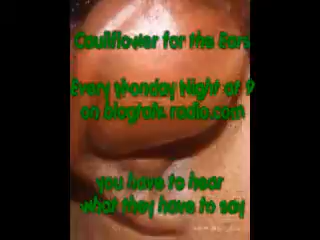 Cauliflower for the Ears
Every Monday Night at 9
on blogtalk radio.com
you have to hear
what they have to say